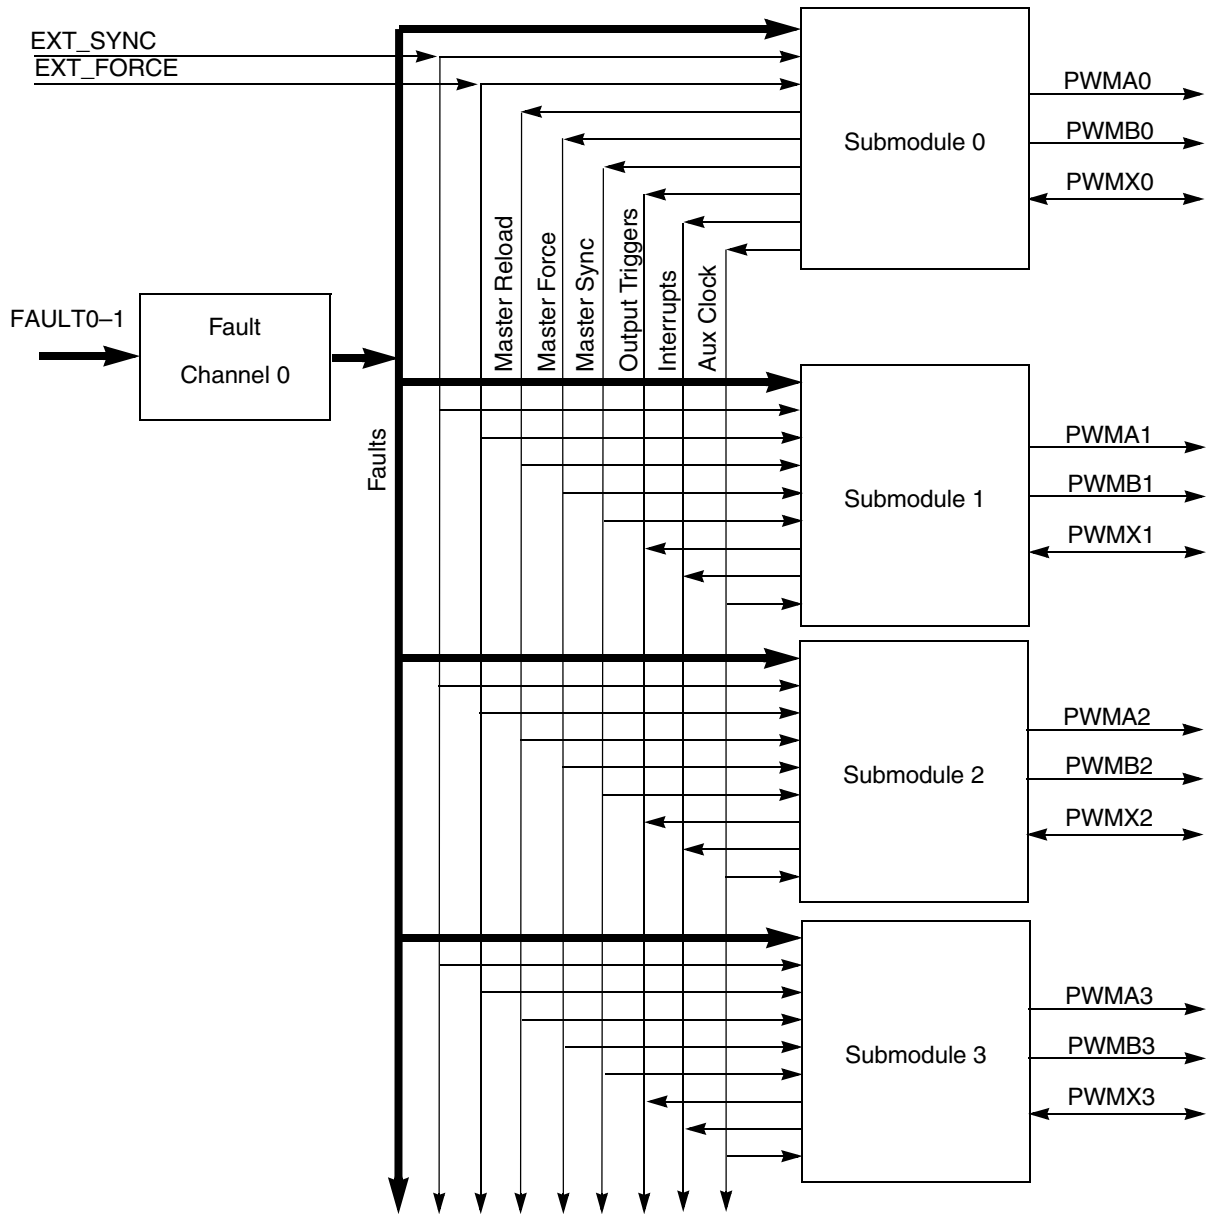 EXT_SYNC
EXT_FORCE
PWMA0
PWMB0
PWMX0
Submodule 0
Master Reload
Master Force
Master Sync
Output Triggers
Interrupts
Aux Clock
FAULT0–1
Fault
Channel 0
Faults
PWMA1
PWMB1
PWMX1
Submodule 1
PWMA2
PWMB2
PWMX2
Submodule 2
PWMA3
PWMB3
PWMX3
Submodule 3